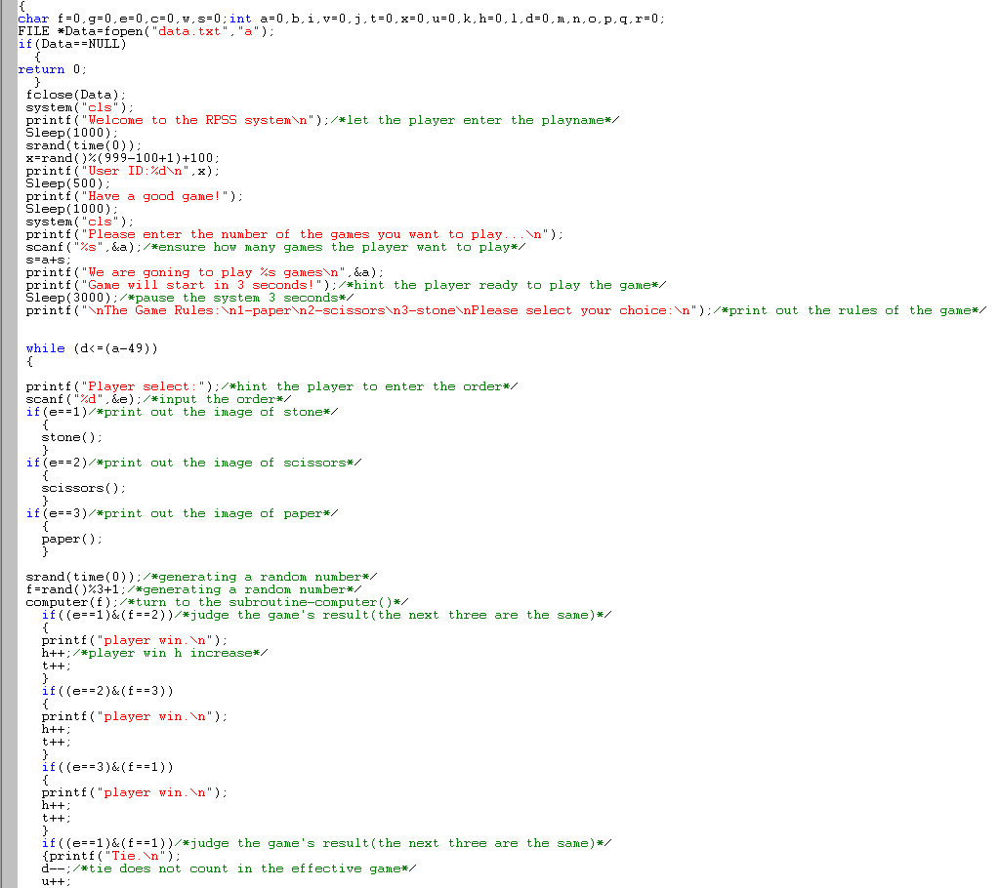 {
char f=0,g=0,e=0,c=0,w,s=0;int a=0,b,i,v=0,j,t=0,x=0,u=0,k,h=0,l,d=0,m,n,o,p,q,r=0;
FILE *Data=fopen("data.txt","a");
if(Data==NULL)
{
return 0;
}
fclose(Data);
system("cls");
printf("Welcome to the RPSS system\n");/*let the player enter the playname*/
Sleep(1000);
srand(time(0));
x=rand()%(999-100+1)+100;
printf("User ID:%d\n",x);
Sleep(500);
printf("Have a good game!");
Sleep(1000);
system("cls");
printf("Please enter the number of the games you want to play...\n");
scanf("%s",&a);/*ensure how many games the player want to play*/
s=a+s;
printf("We are goning to play %s games\n",&a);
printf("Game will start in 3 seconds!");/*hint the player ready to play the game*/
Sleep(3000);/*pause the system 3 seconds*/
printf("\nThe Game Rules:\n1-paper\n2-scissors\n3-stone\nPlease select your choice:\n");/*print out the rules of the game*/
while (d<=(a-49))
{
printf("Player select:");/*hint the player to enter the order*/
scanf("%d",&e);/*input the order*/
if(e==1)/*print out the image of stone*/
{
stone();
}
if(e==2)/*print out the image of scissors*/
{
scissors();
}
if(e==3)/*print out the image of paper*/
{
paper();
}
srand(time(0));/*generating a random number*/
f=rand()%3+1;/*generating a random number*/
computer(f);/*turn to the subroutine-computer()*/
if((e==1)&(f==2))/*judge the game's result(the next three are the same)*/
{
printf("player win.\n");
h++;/*player win h increase*/
t++;
}
if((e==2)&(f==3))
{
printf("player win.\n");
h++;
t++;
}
if((e==3)&(f==1))
{
printf("player win.\n");
h++;
t++;
}
if((e==1)&(f==1))/*judge the game's result(the next three are the same)*/
{printf("Tie.\n");
d--;/*tie does not count in the effective game*/
u++;